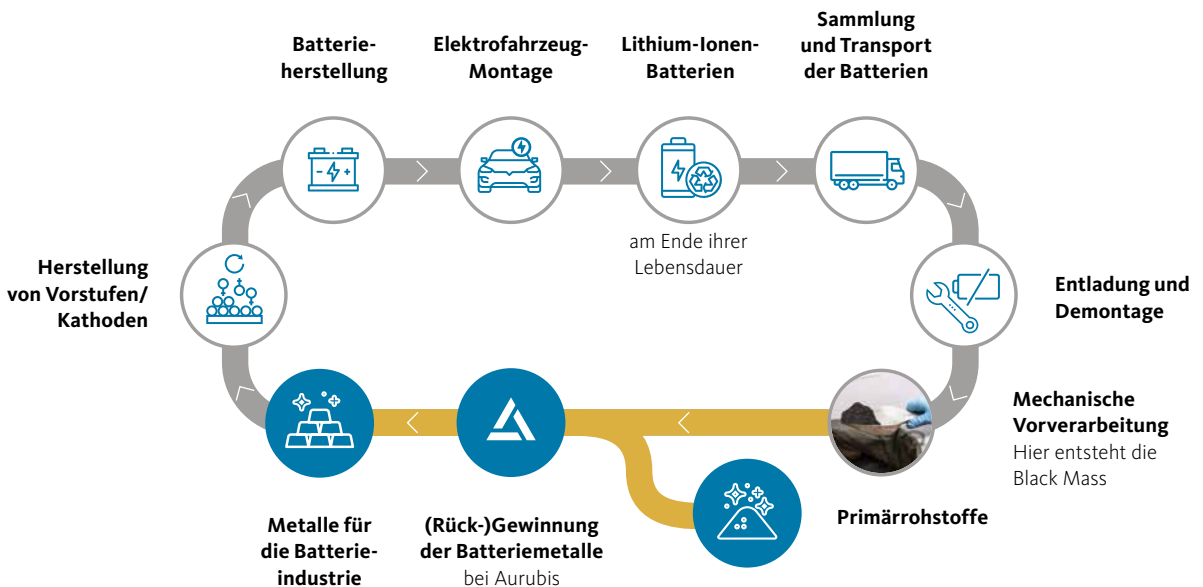 Batterie-
herstellung
Elektrofahrzeug-
Montage
Lithium-Ionen-
Batterien
am Ende ihrer
Lebensdauer
Sammlung
und Transport
der Batterien
Entladung und
Demontage
Mechanische
Vorverarbeitung
Hier entsteht die
Black Mass
Primärrohstoffe
(Rück-)Gewinnung
der Batteriemetalle
bei Aurubis
Metalle für
die Batterie-
industrie
Herstellung
von Vorstufen/
Kathoden